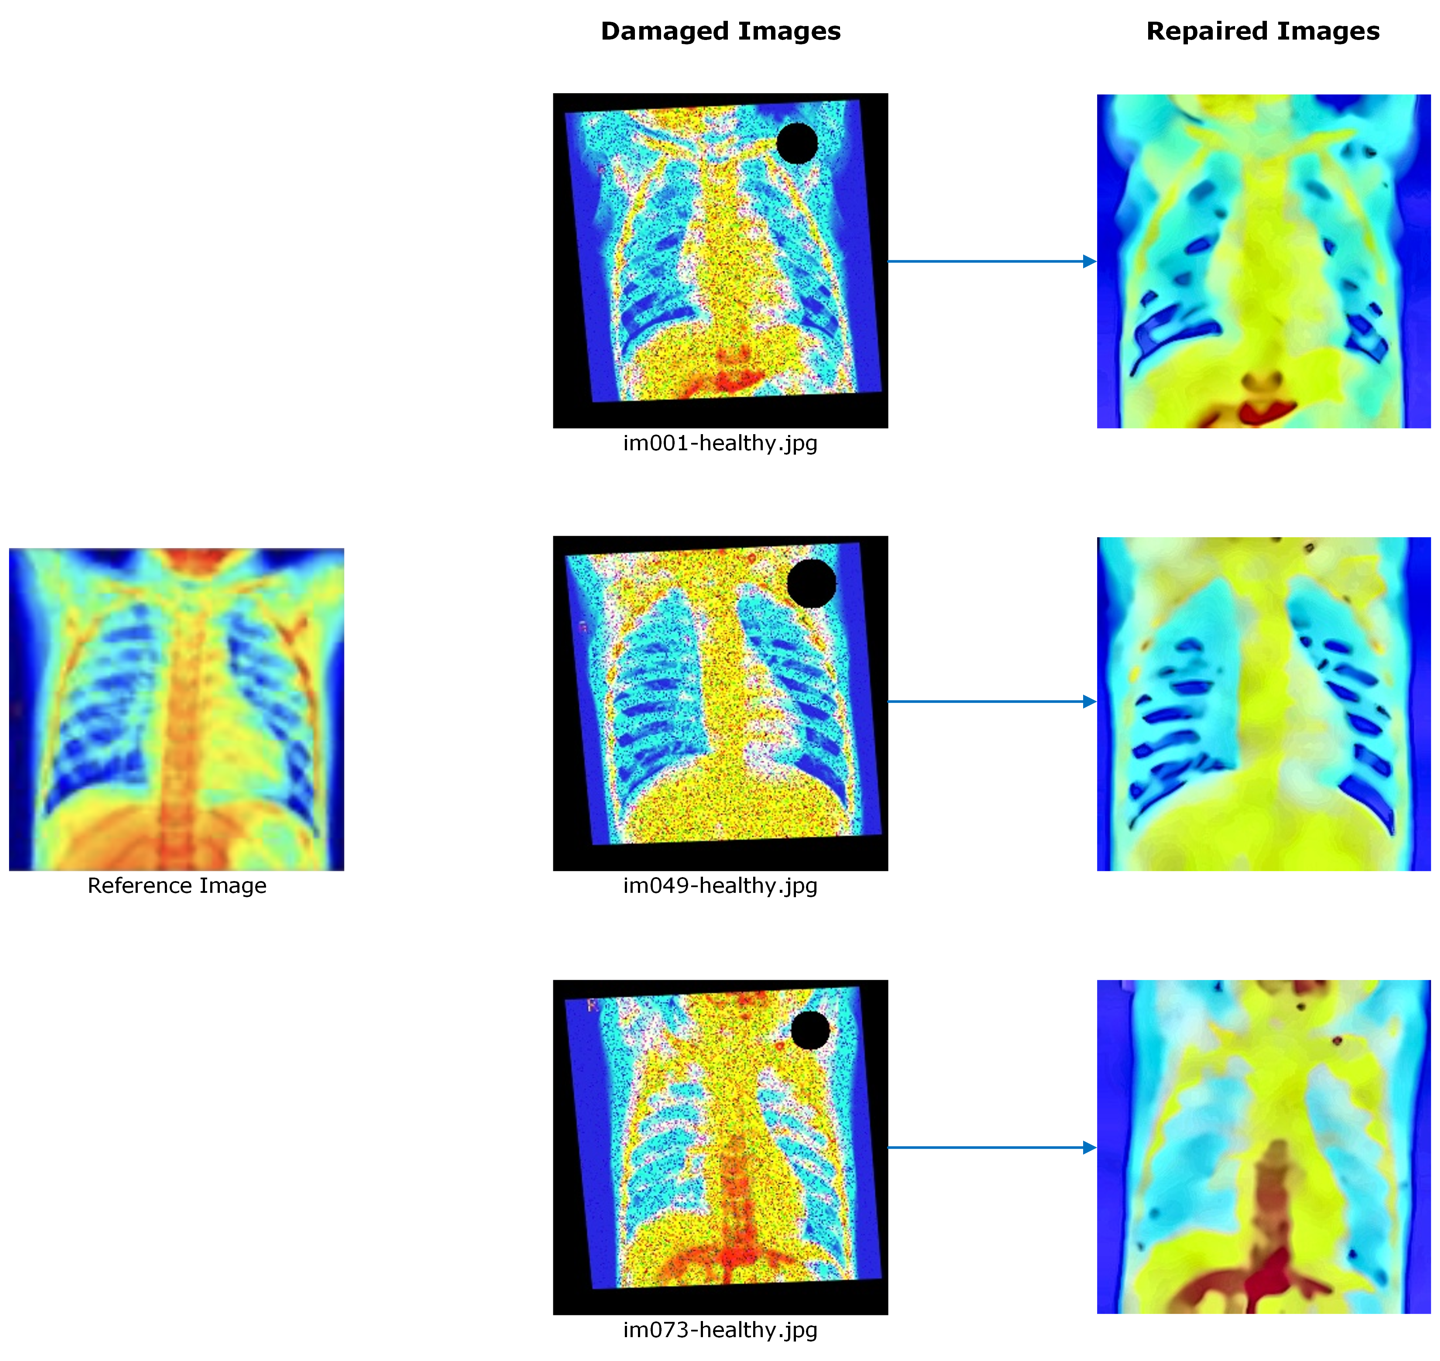 Damaged Images
Repaired Images
im001-healthy.jpg
Reference Image
im049-healthy.jpg
R
im073-healthy.jpg